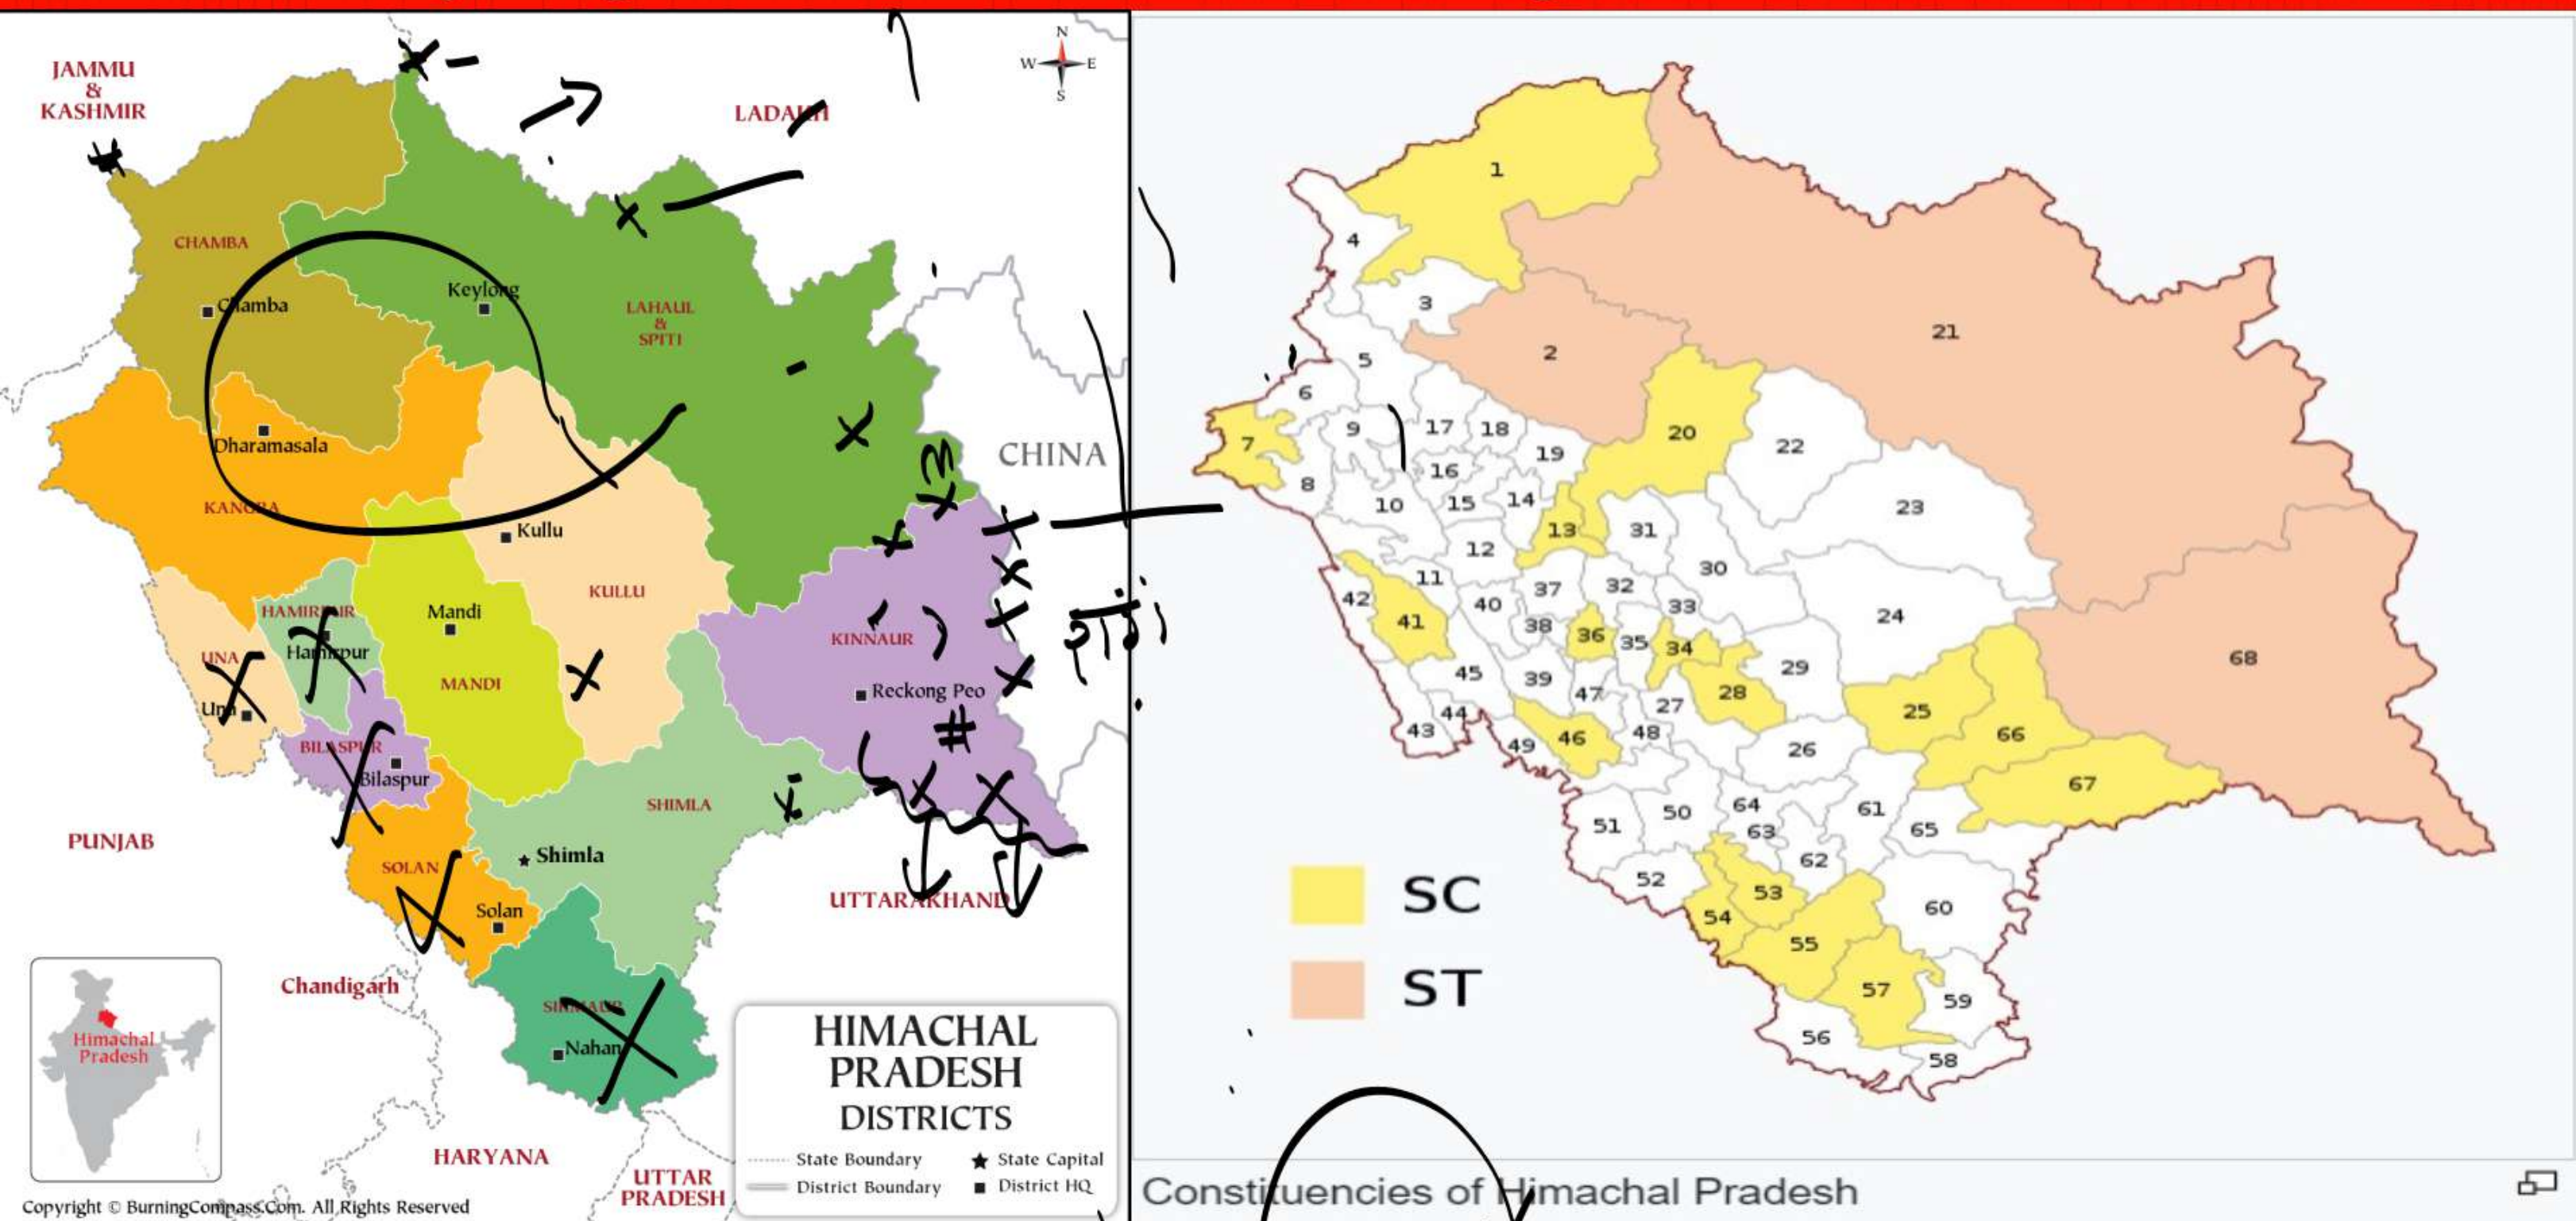 JAMMU
&
KASHMIR
LADAKH
N
W E
S
CHAMBA
Chamba
Keylong
LAHAUL
&
SPITI
Dharamasala
KANGRA
CHINA
Kullu
KULLU
HAMIRPUR
Hamirpur
Mandi
MANDI
KINNAUR
Reckong Peo
UNA
Una
BILASPUR
Bilaspur
SHIMLA
Shimla
PUNJAB
SOLAN
Solan
UTTARAKHAND
Chandigarh
SIRMAUR
Nahan
Himachal
Pradesh
HARYANA
UTTAR
PRADESH
HIMACHAL
PRADESH
DISTRICTS
State Boundary
State Capital
District Boundary
District HQ
Copyright © BurningCompass.Com. All Rights Reserved
1
4
3
21
2
5
6
7
9
17
18
20
22
19
8
16
10
15
14
13
31
23
12
11
30
42
40
37
32
33
24
41
38
36
35
34
68
45
39
47
29
28
25
27
44
43
49
46
48
26
66
67
51
50
64
63
61
65
62
52
53
54
60
55
57
59
56
58
SC
ST
Constituencies of Himachal Pradesh